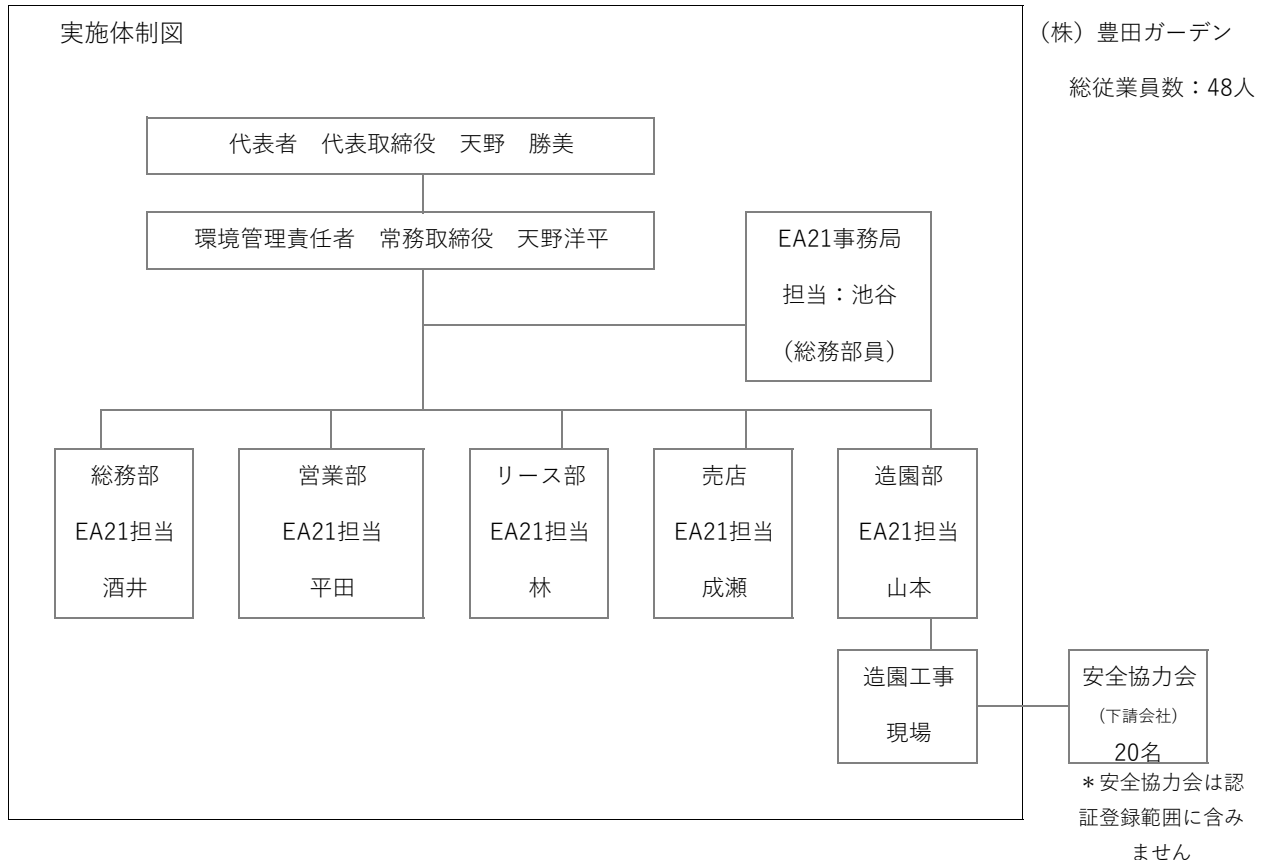 実施体制図
（株）豊田ガーデン
総従業員数：48人
代表者　代表取締役　天野　勝美
環境管理責任者　常務取締役　天野洋平
EA21事務局
担当：池谷
（総務部員）
総務部
EA21担当
酒井
営業部
EA21担当
平田
リース部
EA21担当
林
売店
EA21担当
成瀬
造園部
EA21担当
山本
造園工事
現場
安全協力会
（下請会社）
20名
＊安全協力会は認
証登録範囲に含み
ません